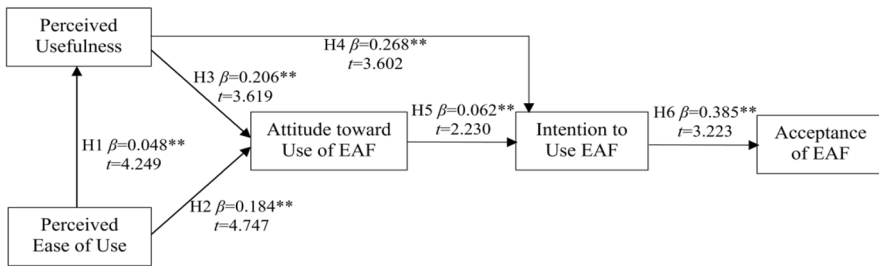 Perceived
Usefulness
H4 β=0.268**
t=3.602
H3 β=0.206**
t=3.619
H1 β=0.048**
t=4.249
Attitude toward
Use of EAF
H5 β=0.062**
t=2.230
Intention to
Use EAF
H6 β=0.385**
t=3.223
Acceptance
of EAF
H2 β=0.184**
t=4.747
Perceived
Ease of Use